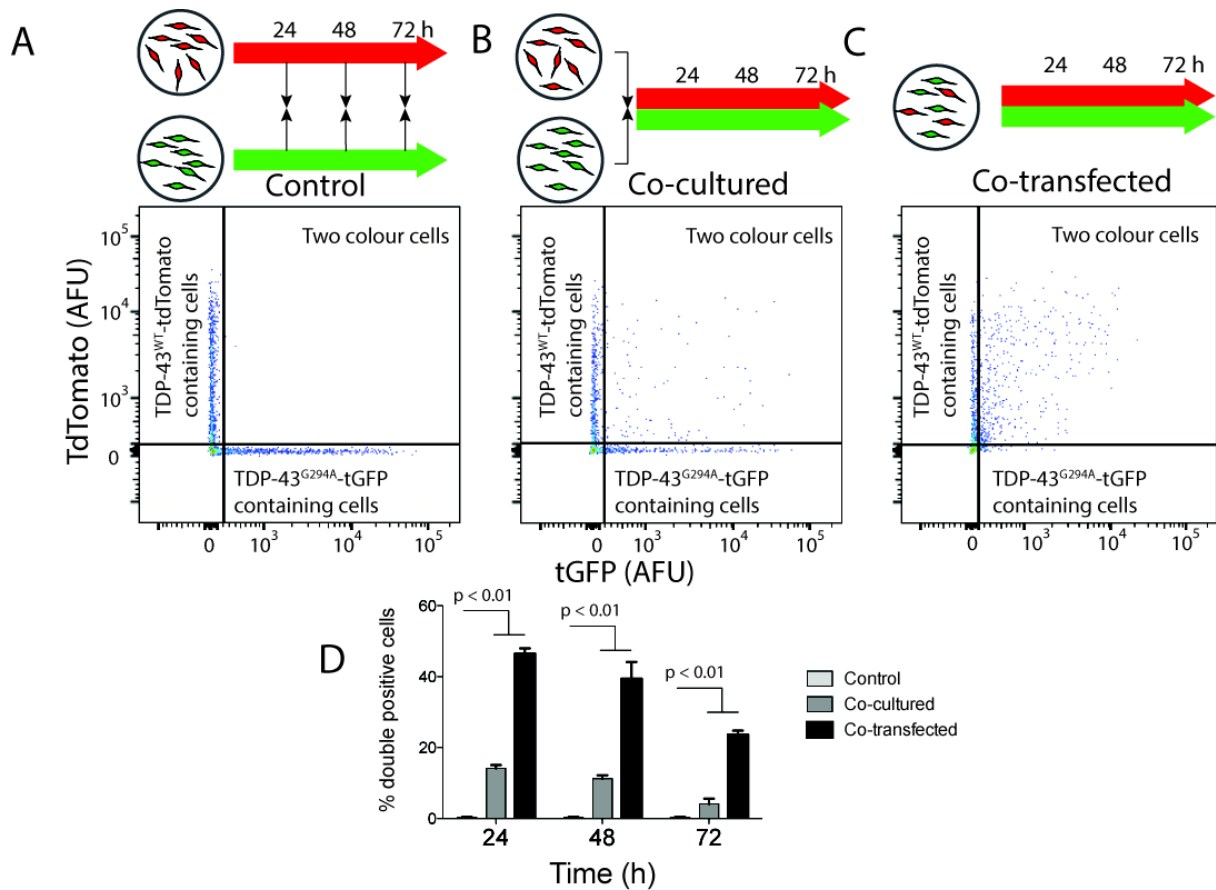 A
24 48 72 h
Control
B
24 48 72 h
Co-cultured
C
24 48 72 h
Co-transfected
TdTomato (AFU)
10⁵
10⁴
10³
0
TDP-43ᵂᵀ-tdTomato
containing cells
Two colour cells
TDP-43ᴳ²⁹⁴ᴬ-tGFP
containing cells
0 10³ 10⁴ 10⁵
TDP-43ᵂᵀ-tdTomato
containing cells
Two colour cells
TDP-43ᴳ²⁹⁴ᴬ-tGFP
containing cells
0 10³ 10⁴ 10⁵
TDP-43ᵂᵀ-tdTomato
containing cells
Two colour cells
TDP-43ᴳ²⁹⁴ᴬ-tGFP
containing cells
0 10³ 10⁴ 10⁵
tGFP (AFU)
D
% double positive cells
60
40
20
0
p < 0.01
p < 0.01
p < 0.01
24 48 72
Time (h)
Control
Co-cultured
Co-transfected